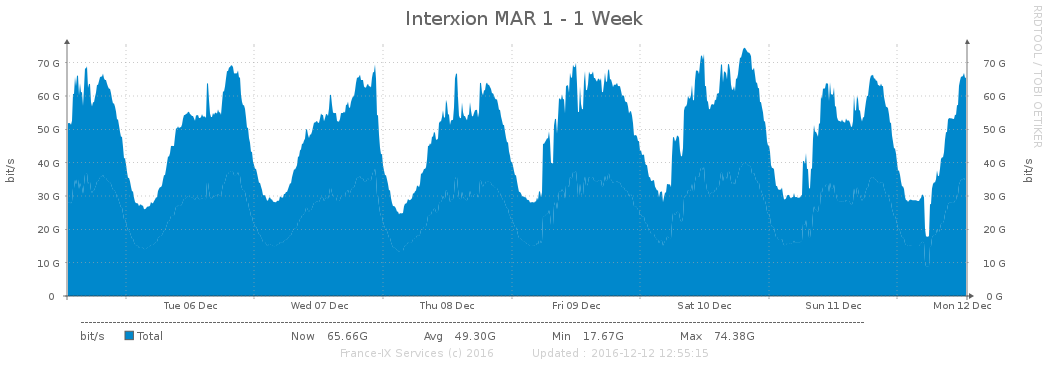 Interxion MAR 1 - 1 Week
RRDTOOL / TOBI OETIKER
bit/s
bit/s
70 G 70 G
60 G 60 G
50 G 50 G
40 G 40 G
30 G 30 G
20 G 20 G
10 G 10 G
0 0 G
Tue 06 Dec Wed 07 Dec Thu 08 Dec Fri 09 Dec Sat 10 Dec Sun 11 Dec Mon 12 Dec
bit/s Total Now 65.66G Avg 49.30G Min 17.67G Max 74.38G
France-IX Services (c) 2016 Updated : 2016-12-12 12:55:15